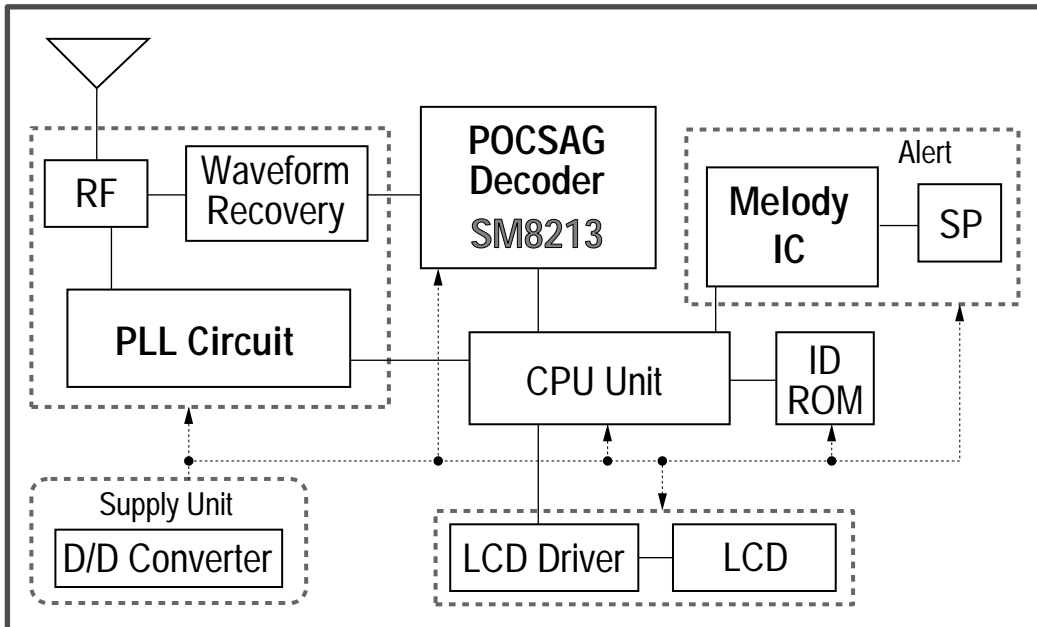 POCSAG
Decoder
SM8213
Alert
RF
Waveform
Recovery
Melody
IC
SP
PLL Circuit
CPU Unit
ID
ROM
Supply Unit
D/D Converter
LCD Driver
LCD